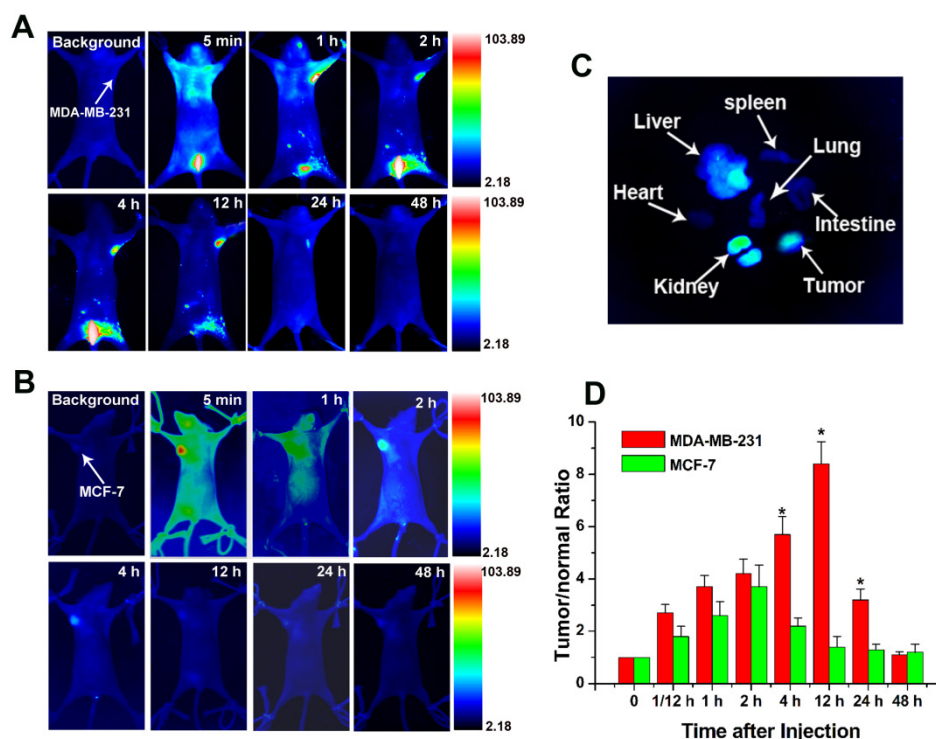 A
Background
5 min
1 h
2 h
103.89
MDA-MB-231
2.18
4 h
12 h
24 h
48 h
103.89
2.18
B
Background
5 min
1 h
2 h
103.89
MCF-7
2.18
4 h
12 h
24 h
48 h
103.89
2.18
C
spleen
Liver
Lung
Heart
Intestine
Kidney
Tumor
D
MDA-MB-231
MCF-7
Tumor/normal Ratio
10
8
6
4
2
0
* * *
0 1/12 h 1 h 2 h 4 h 12 h 24 h 48 h
Time after Injection